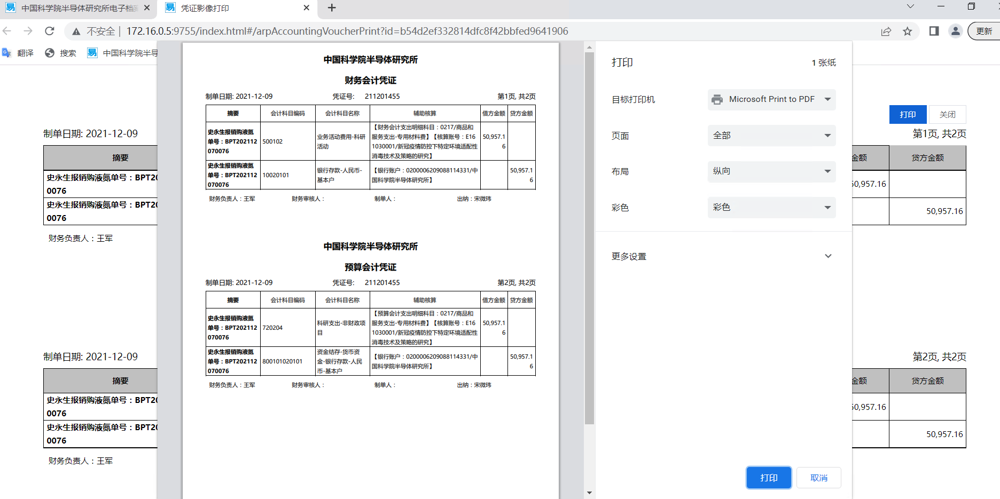 中国科学院半导体研究所电子档案
凭证影像打印
不安全
172.16.0.5:9755/index.html#/arpAccountingVoucherPrint?id=b54d2ef332814dfc8f42bbfed9641906
更新
翻译
搜索
中国科学院半导
中国科学院半导体研究所
财务会计凭证
制单日期: 2021-12-09 凭证号: 211201455 第1页, 共2页
摘要 会计科目编码 会计科目名称 辅助核算 借方金额 贷方金额
史永生报销购液氮
单号：BPT202112
070076
500102
业务活动费用-科研
活动
【财务会计支出明细科目：0217/商品和
服务支出-专用材料费】【核算账号：E16
1030001/新冠疫情防控下特定环境适配性
消毒技术及策略的研究】
50,957.1
6
史永生报销购液氮
单号：BPT202112
070076
10020101
银行存款-人民币-
基本户
【银行账户：0200006209088114331/中
国科学院半导体研究所】
50,957.1
6
财务负责人：王军 财务审核人： 制单人： 出纳：宋微玮
中国科学院半导体研究所
预算会计凭证
制单日期: 2021-12-09 凭证号: 211201455 第2页, 共2页
摘要 会计科目编码 会计科目名称 辅助核算 借方金额 贷方金额
史永生报销购液氮
单号：BPT202112
070076
720204
科研支出-非财政项
目
【预算会计支出明细科目：0217/商品和
服务支出-专用材料费】【核算账号：E16
1030001/新冠疫情防控下特定环境适配性
消毒技术及策略的研究】
50,957.1
6
史永生报销购液氮
单号：BPT202112
070076
800101020101
资金结存-货币资
金-银行存款-人民
币-基本户
【银行账户：0200006209088114331/中
国科学院半导体研究所】
50,957.1
6
财务负责人：王军 财务审核人： 制单人： 出纳：宋微玮
打印
1 张纸
目标打印机
Microsoft Print to PDF
页面
全部
布局
纵向
彩色
彩色
更多设置
打印
取消
制单日期: 2021-12-09
摘要
史永生报销购液氮单号：BPT20
0076
史永生报销购液氮单号：BPT20
0076
财务负责人：王军
制单日期: 2021-12-09
摘要
史永生报销购液氮单号：BPT20
0076
史永生报销购液氮单号：BPT20
0076
财务负责人：王军
打印
关闭
第1页, 共2页
金额 贷方金额
50,957.16
50,957.16
第2页, 共2页
金额 贷方金额
50,957.16
50,957.16